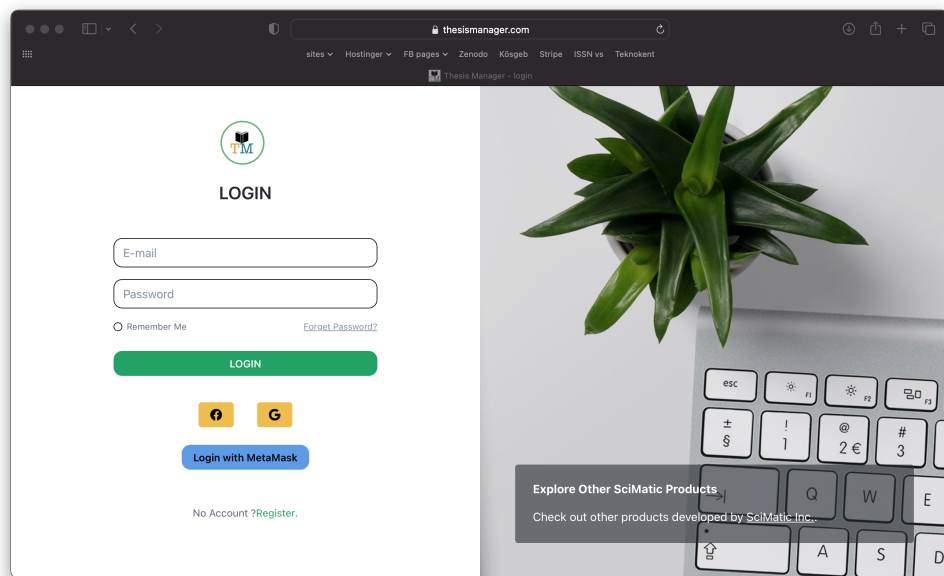 thesismanager.com
sites Hostinger FB pages Zenodo Kösgeb Stripe ISSN vs Teknokent
Thesis Manager - login
TM
LOGIN
E-mail
Password
Remember Me Forget Password?
LOGIN
G
Login with MetaMask
No Account ?Register.
esc F1 F2 F3
± § ! 1 @ 2 € # 3
Explore Other SciMatic Products
Q W E
Check out other products developed by SciMatic Inc..
A S D